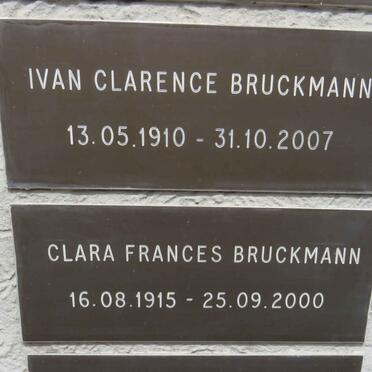 IVAN CLARENCE BRUCKMANN
13.05.1910 - 31.10.2007
CLARA FRANCES BRUCKMANN
16.08.1915 - 25.09.2000